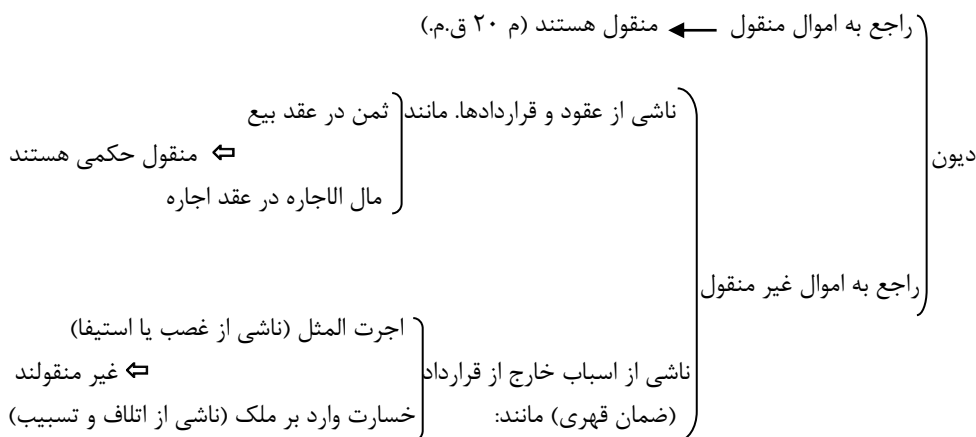 راجع به اموال منقول ⟵ منقول هستند (م ۲۰ ق.م.)
ناشی از عقود و قراردادها. مانند
ثمن در عقد بیع
مال الاجاره در عقد اجاره
⇦ منقول حکمی هستند
دیون
راجع به اموال غیر منقول
ناشی از اسباب خارج از قرارداد
(ضمان قهری) مانند:
اجرت المثل (ناشی از غصب یا استیفا)
خسارت وارد بر ملک (ناشی از اتلاف و تسبیب)
⇦ غیر منقولند